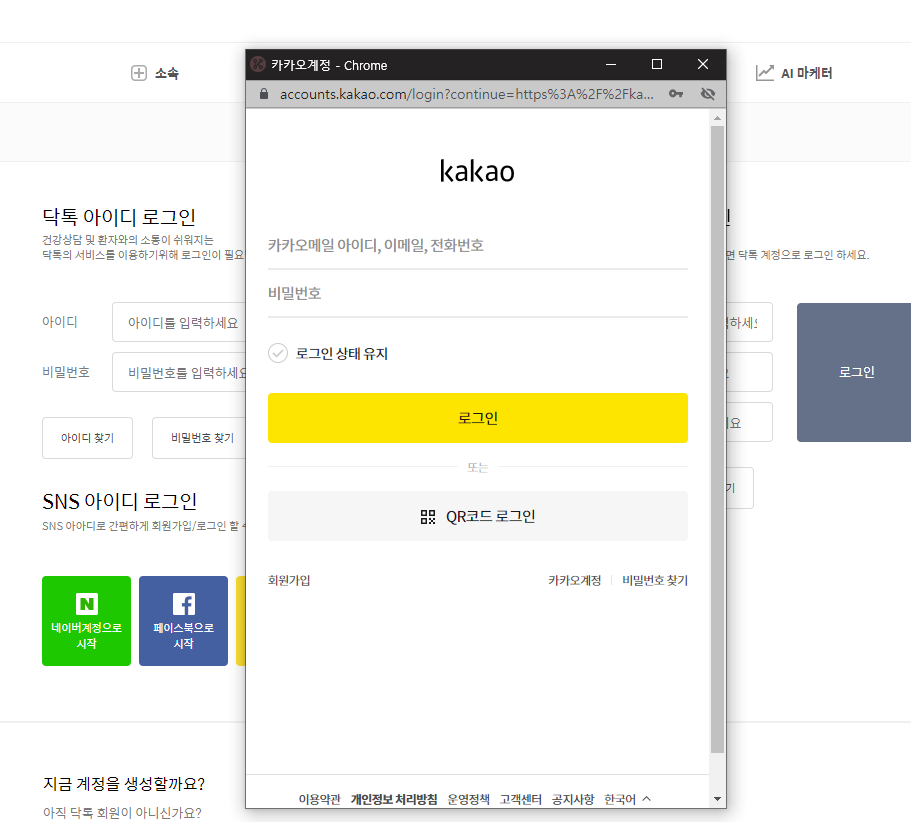 소속
AI 마케터
카카오계정 - Chrome
accounts.kakao.com/login?continue=https%3A%2F%2Fka...
kakao
카카오메일 아이디, 이메일, 전화번호
비밀번호
로그인 상태 유지
로그인
또는
QR코드 로그인
회원가입
카카오계정
비밀번호 찾기
이용약관 개인정보 처리방침 운영정책 고객센터 공지사항 한국어
닥톡 아이디 로그인
건강상담 및 환자와의 소통이 쉬워지는
닥톡의 서비스를 이용하기위해 로그인이 필요
아이디
아이디를 입력하세요
비밀번호
비밀번호를 입력하세요
아이디 찾기
비밀번호 찾기
SNS 아이디 로그인
SNS 아아디로 간편하게 회원가입/로그인 할
네이버계정으로
시작
페이스북으로
시작
면 닥톡 계정으로 로그인 하세요.
로그인
지금 계정을 생성할까요?
아직 닥톡 회원이 아니신가요?